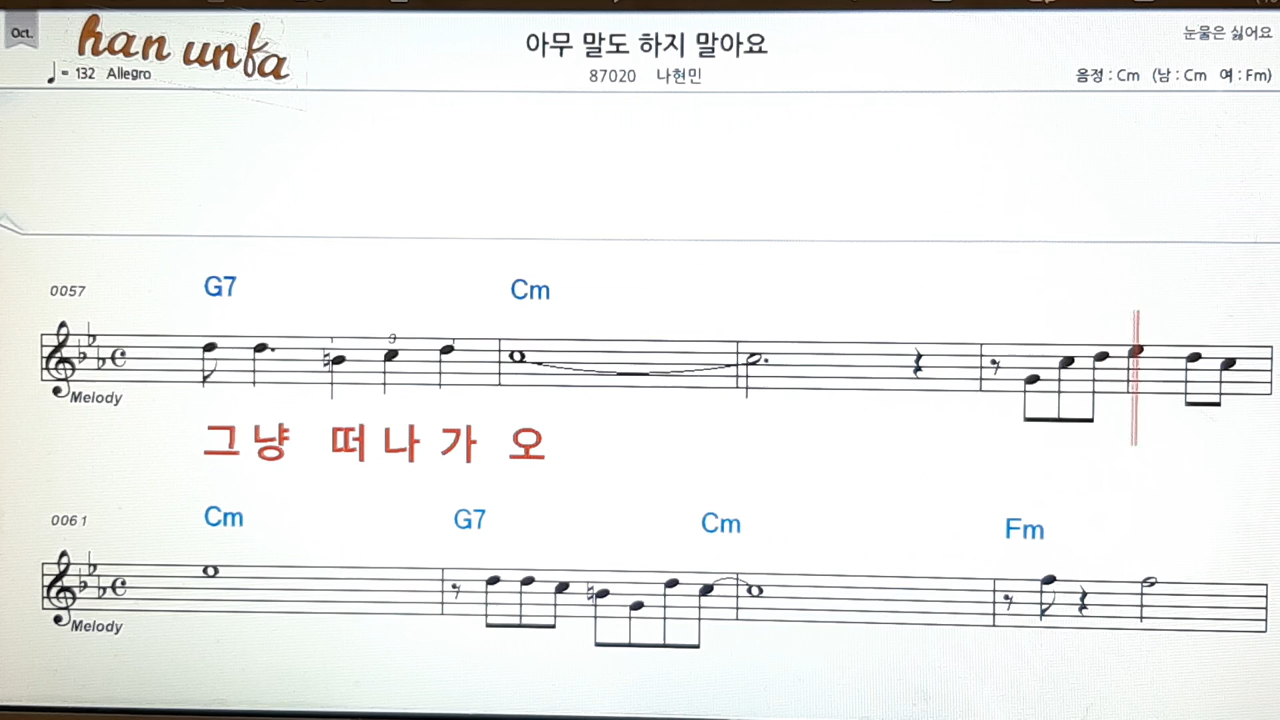 Oct.
han unfa
아무 말도 하지 말아요
눈물은 싫어요
♩ = 132 Allegro
87020 나현민
음정 : Cm (남 : Cm 여 : Fm)
0057
G7 Cm
3
Melody
그냥 떠나가오
0061
Cm G7 Cm Fm
Melody